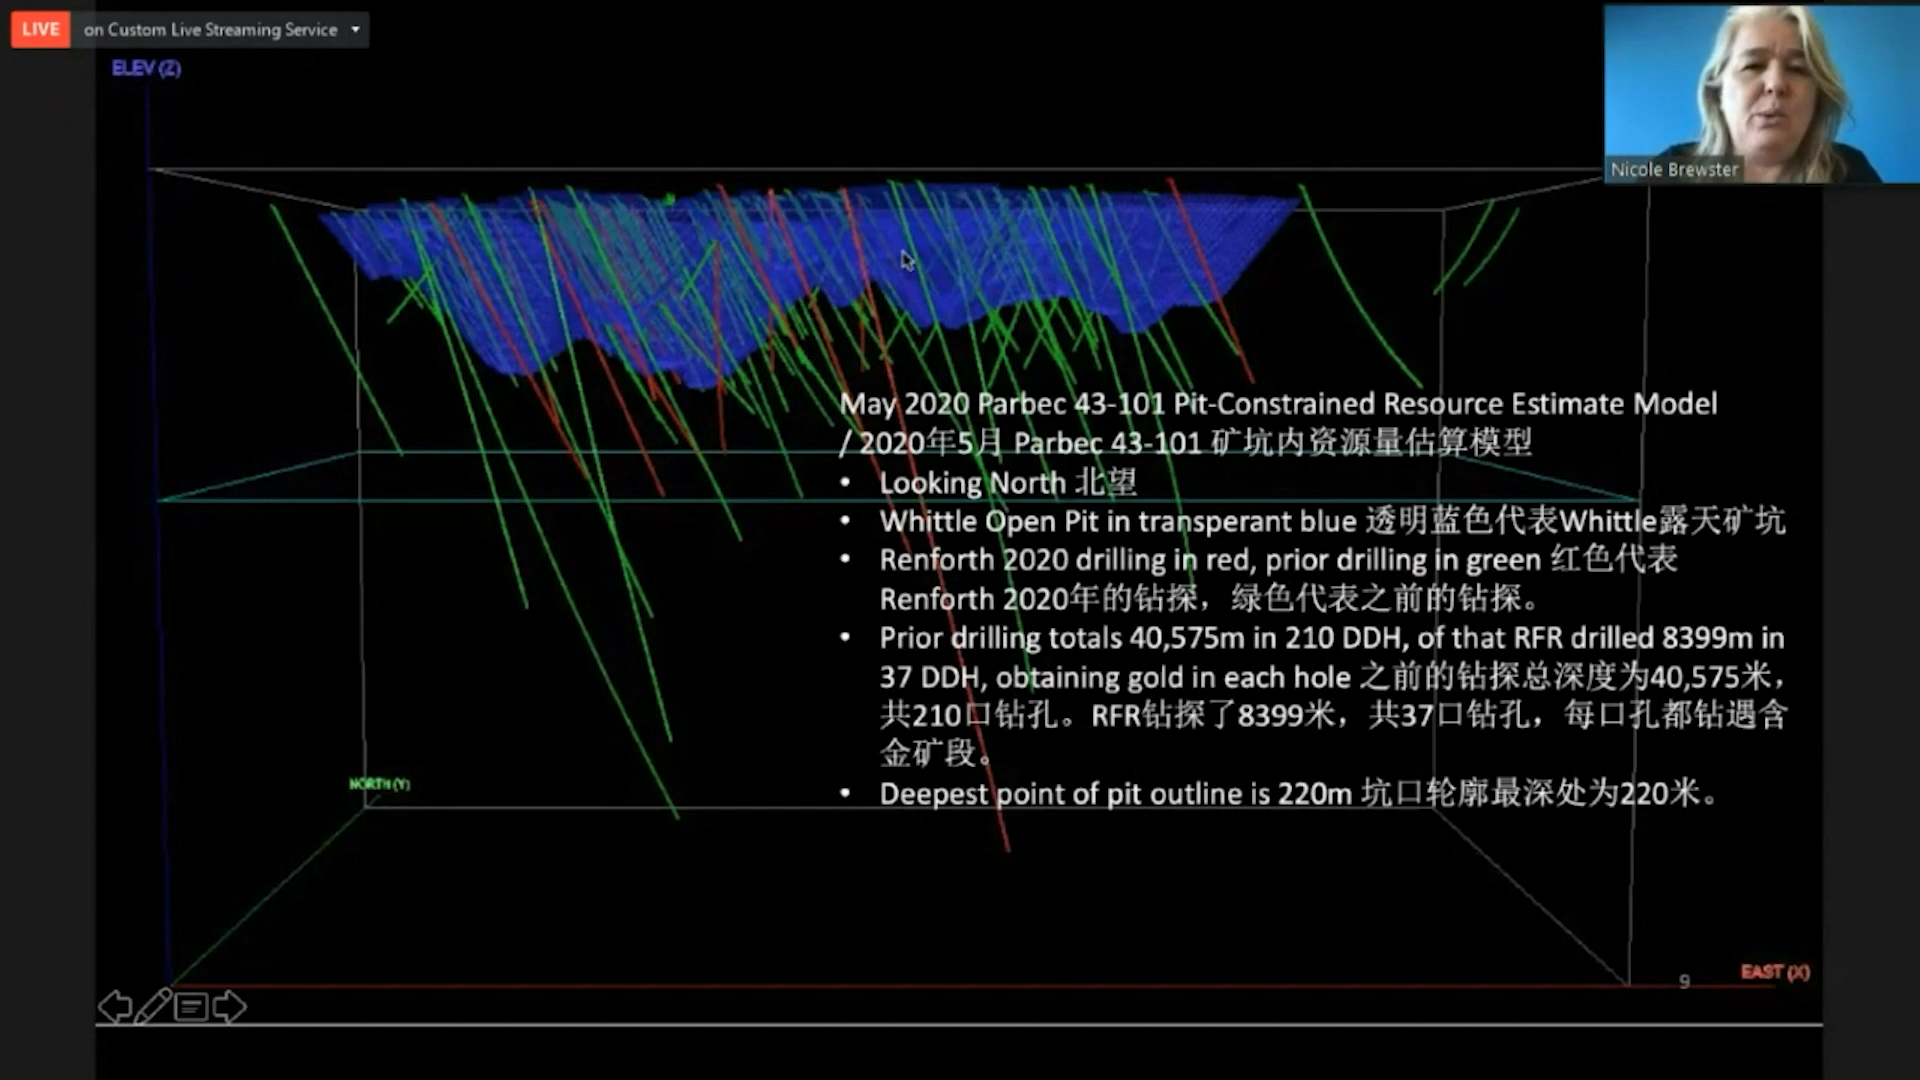 LIVE on Custom Live Streaming Service
ELEV (Z)
Nicole Brewster
May 2020 Parbec 43-101 Pit-Constrained Resource Estimate Model
/ 2020年5月 Parbec 43-101 矿坑内资源量估算模型
• Looking North 北望
• Whittle Open Pit in transperant blue 透明蓝色代表Whittle露天矿坑
• Renforth 2020 drilling in red, prior drilling in green 红色代表
Renforth 2020年的钻探，绿色代表之前的钻探。
• Prior drilling totals 40,575m in 210 DDH, of that RFR drilled 8399m in
37 DDH, obtaining gold in each hole 之前的钻探总深度为40,575米，
共210口钻孔。RFR钻探了8399米，共37口钻孔，每口孔都钻遇含
金矿段。
• Deepest point of pit outline is 220m 坑口轮廓最深处为220米。
NORTH (Y)
EAST (X)
9